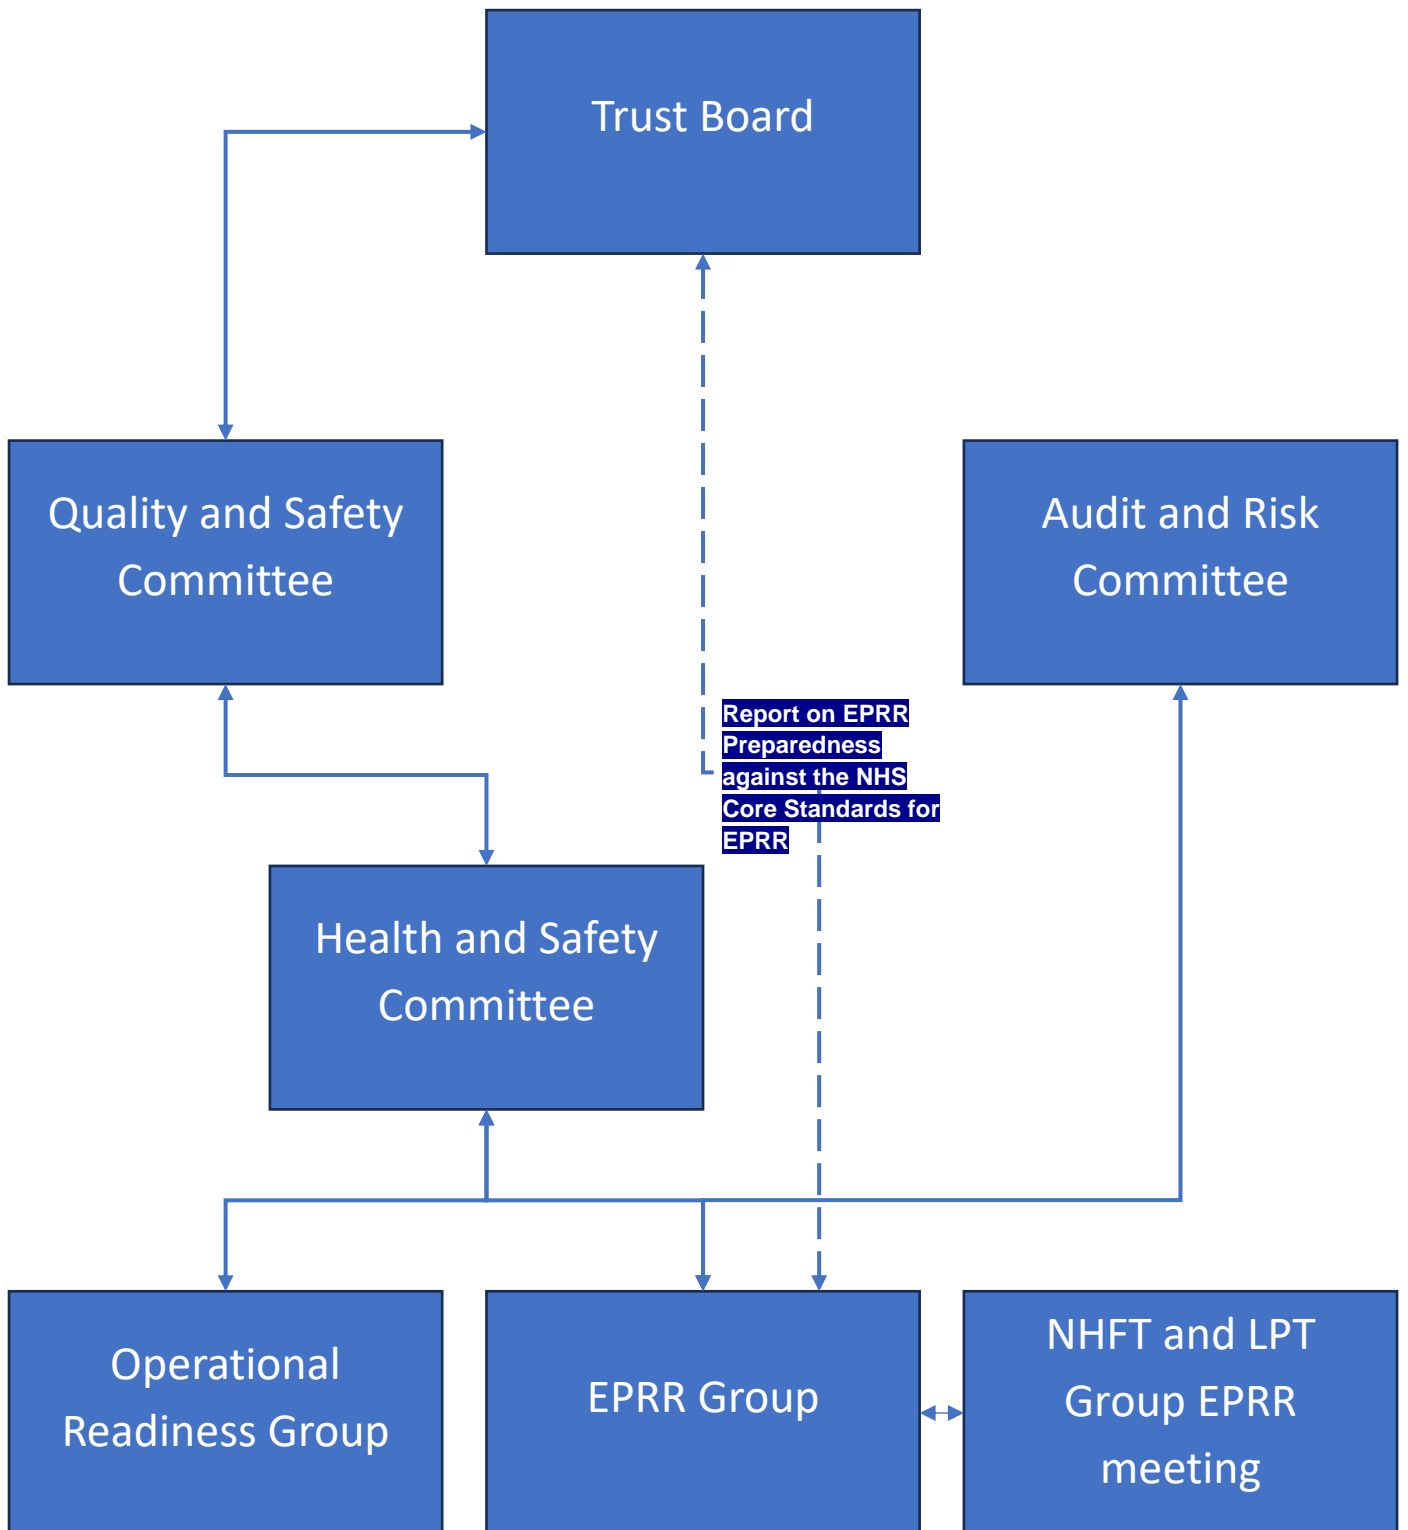 Trust Board
Quality and Safety
Committee
Audit and Risk
Committee
Report on EPRR
Preparedness
against the NHS
Core Standards for
EPRR
Health and Safety
Committee
Operational
Readiness Group
EPRR Group
NHFT and LPT
Group EPRR
meeting